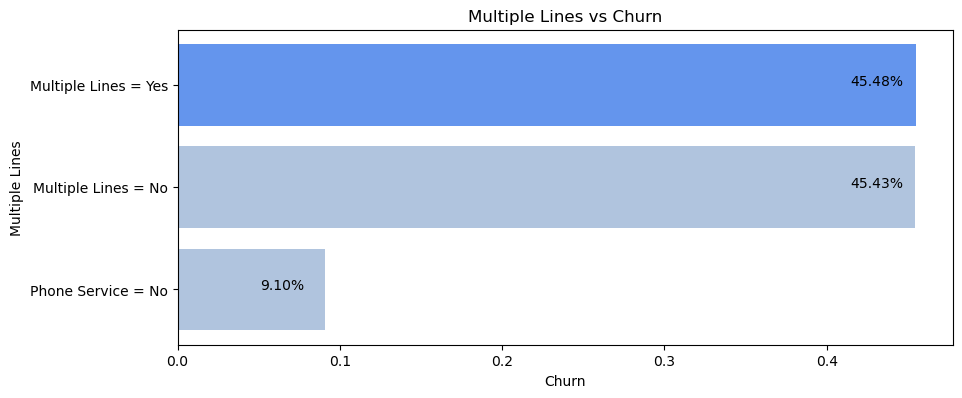 Multiple Lines vs Churn
Multiple Lines
Multiple Lines = Yes
45.48%
Multiple Lines = No
45.43%
Phone Service = No
9.10%
0.0 0.1 0.2 0.3 0.4
Churn